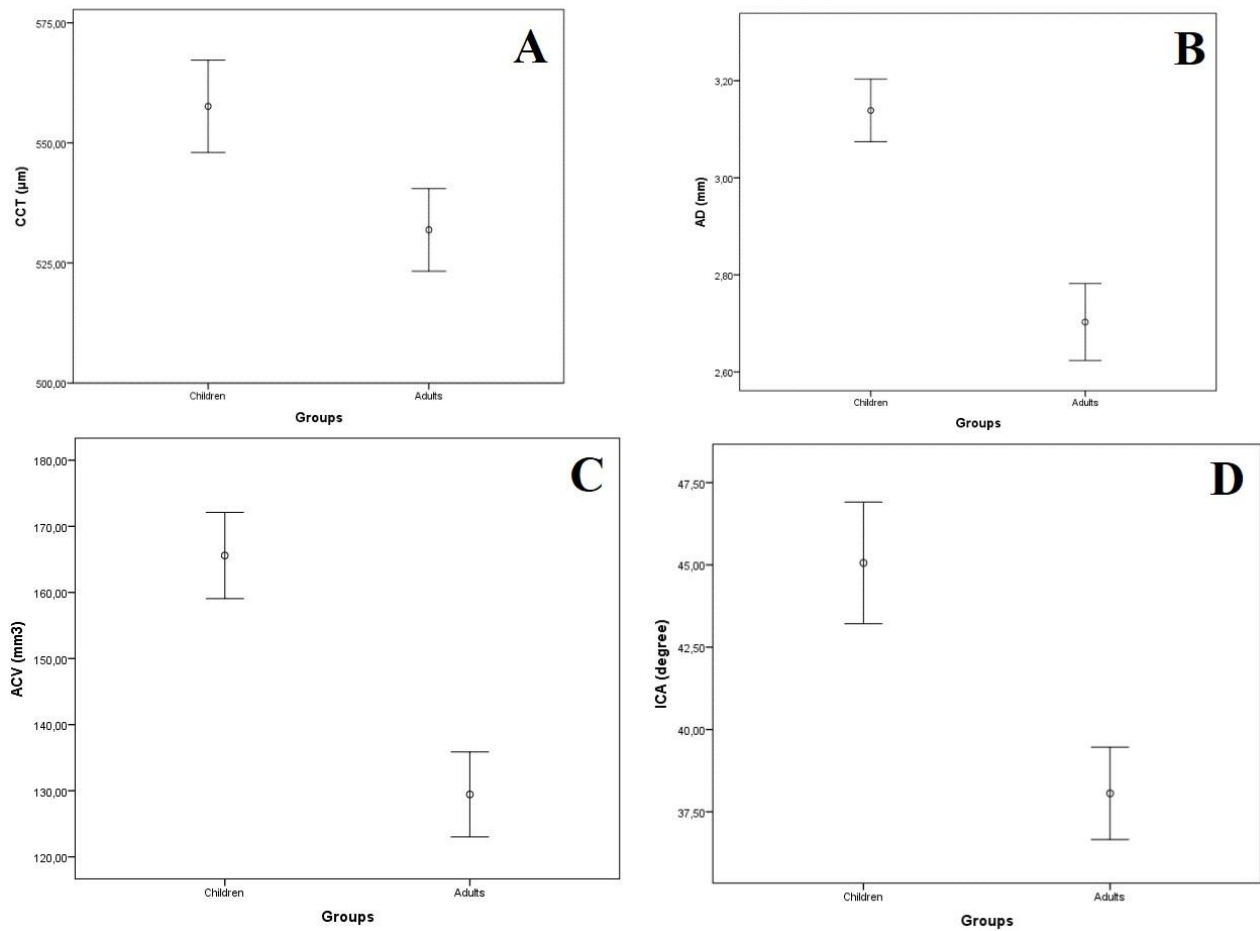 A
575,00
550,00
525,00
500,00
CCT (µm)
Children
Adults
Groups
B
3,20
3,00
2,80
2,60
AD (mm)
Children
Adults
Groups
C
180,00
170,00
160,00
150,00
140,00
130,00
120,00
ACV (mm3)
Children
Adults
Groups
D
47,50
45,00
42,50
40,00
37,50
ICA (degree)
Children
Adults
Groups